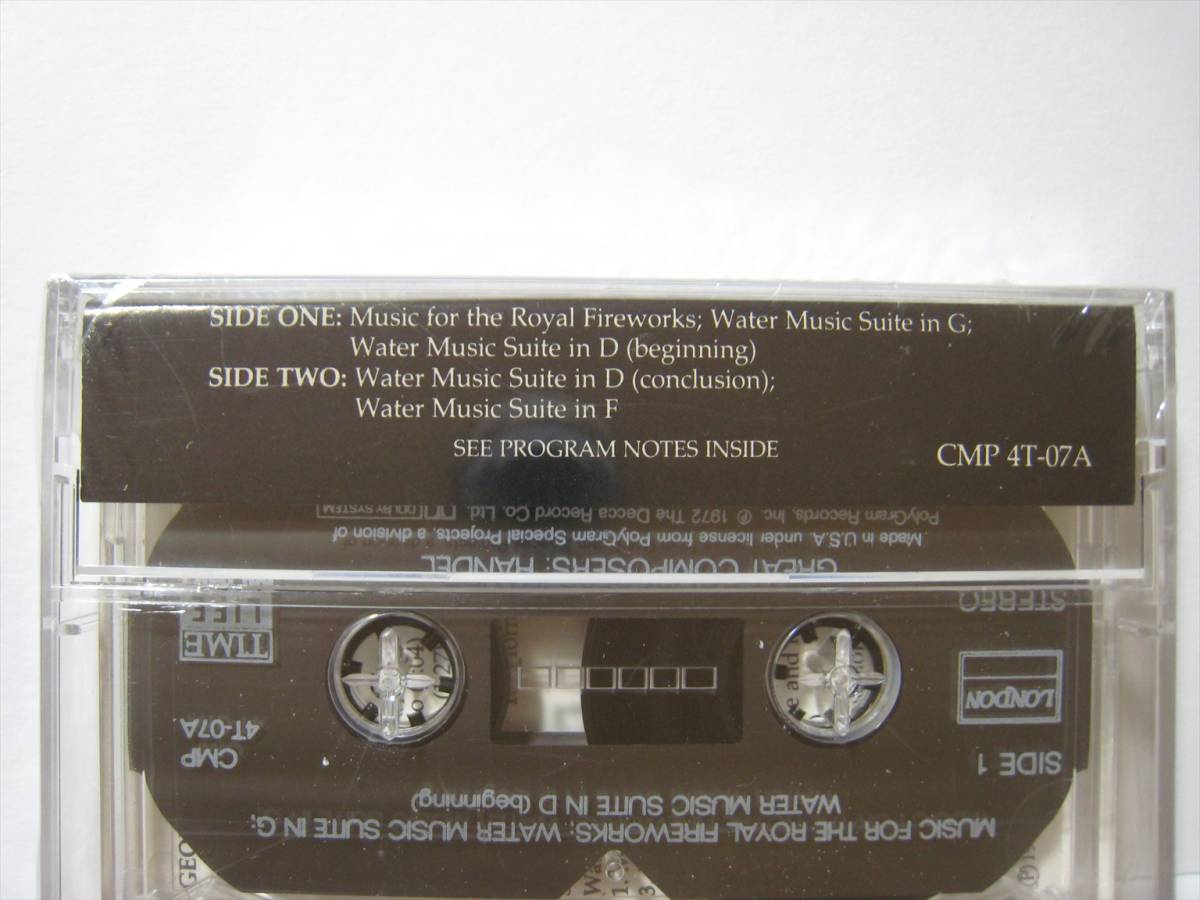 SIDE ONE: Music for the Royal Fireworks; Water Music Suite in G;
Water Music Suite in D (beginning)
SIDE TWO: Water Music Suite in D (conclusion);
Water Music Suite in F
SEE PROGRAM NOTES INSIDE
CMP 4T-07A
MUSIC FOR THE ROYAL FIREWORKS; WATER MUSIC SUITE IN G;
WATER MUSIC SUITE IN D (beginning)
SIDE 1
CMP
4T-07A
LONDON
TIME
LIFE
STEREO
GREAT COMPOSERS: HANDEL
Made in U.S.A. under license from PolyGram Special Projects, a division of
PolyGram Records, Inc. ℗ 1972 The Decca Record Co. Ltd. DOLBY SYSTEM